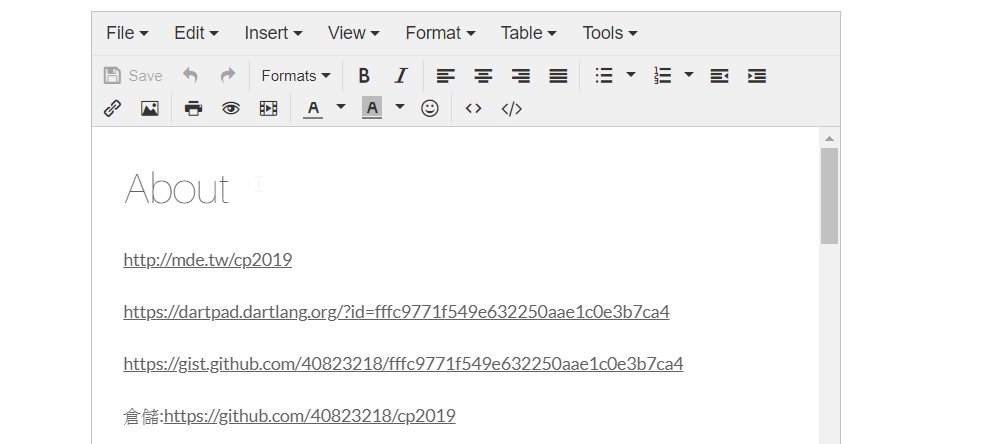 File Edit Insert View Format Table Tools
Save Formats B I
A A
About
http://mde.tw/cp2019
https://dartpad.dartlang.org/?id=fffc9771f549e632250aae1c0e3b7ca4
https://gist.github.com/40823218/fffc9771f549e632250aae1c0e3b7ca4
倉儲:https://github.com/40823218/cp2019